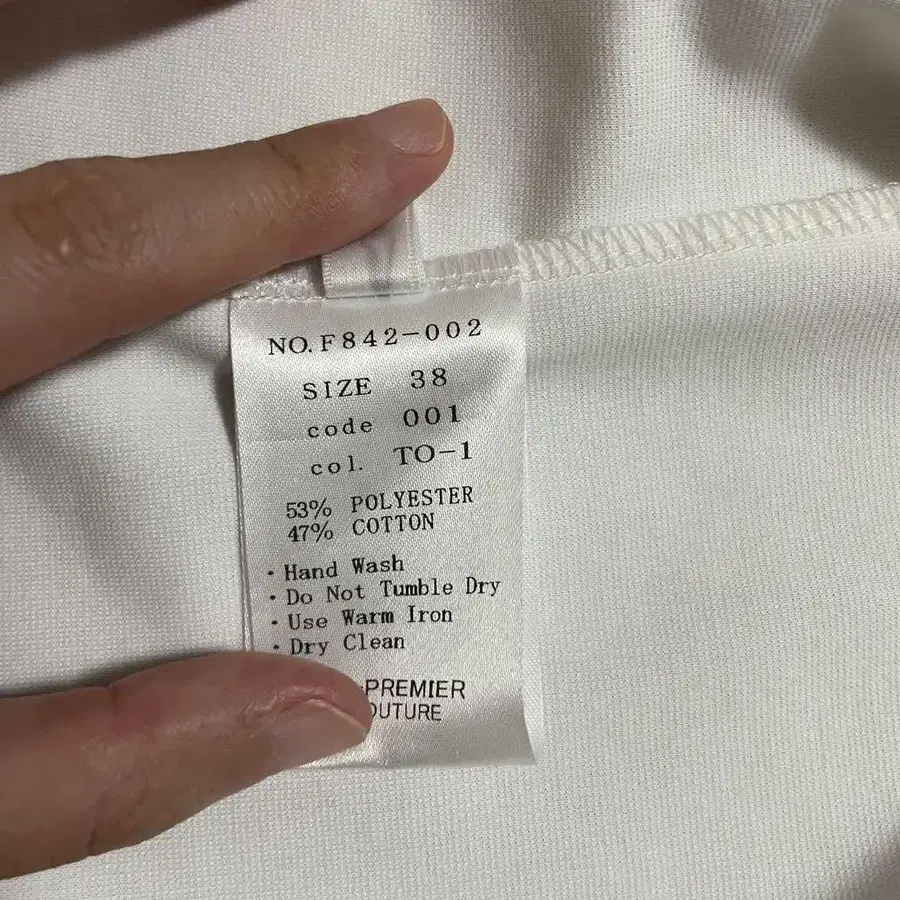 NO. F842-002
SIZE 38
code 001
col. TO-1
53% POLYESTER
47% COTTON
· Hand Wash
· Do Not Tumble Dry
· Use Warm Iron
· Dry Clean
-PREMIER